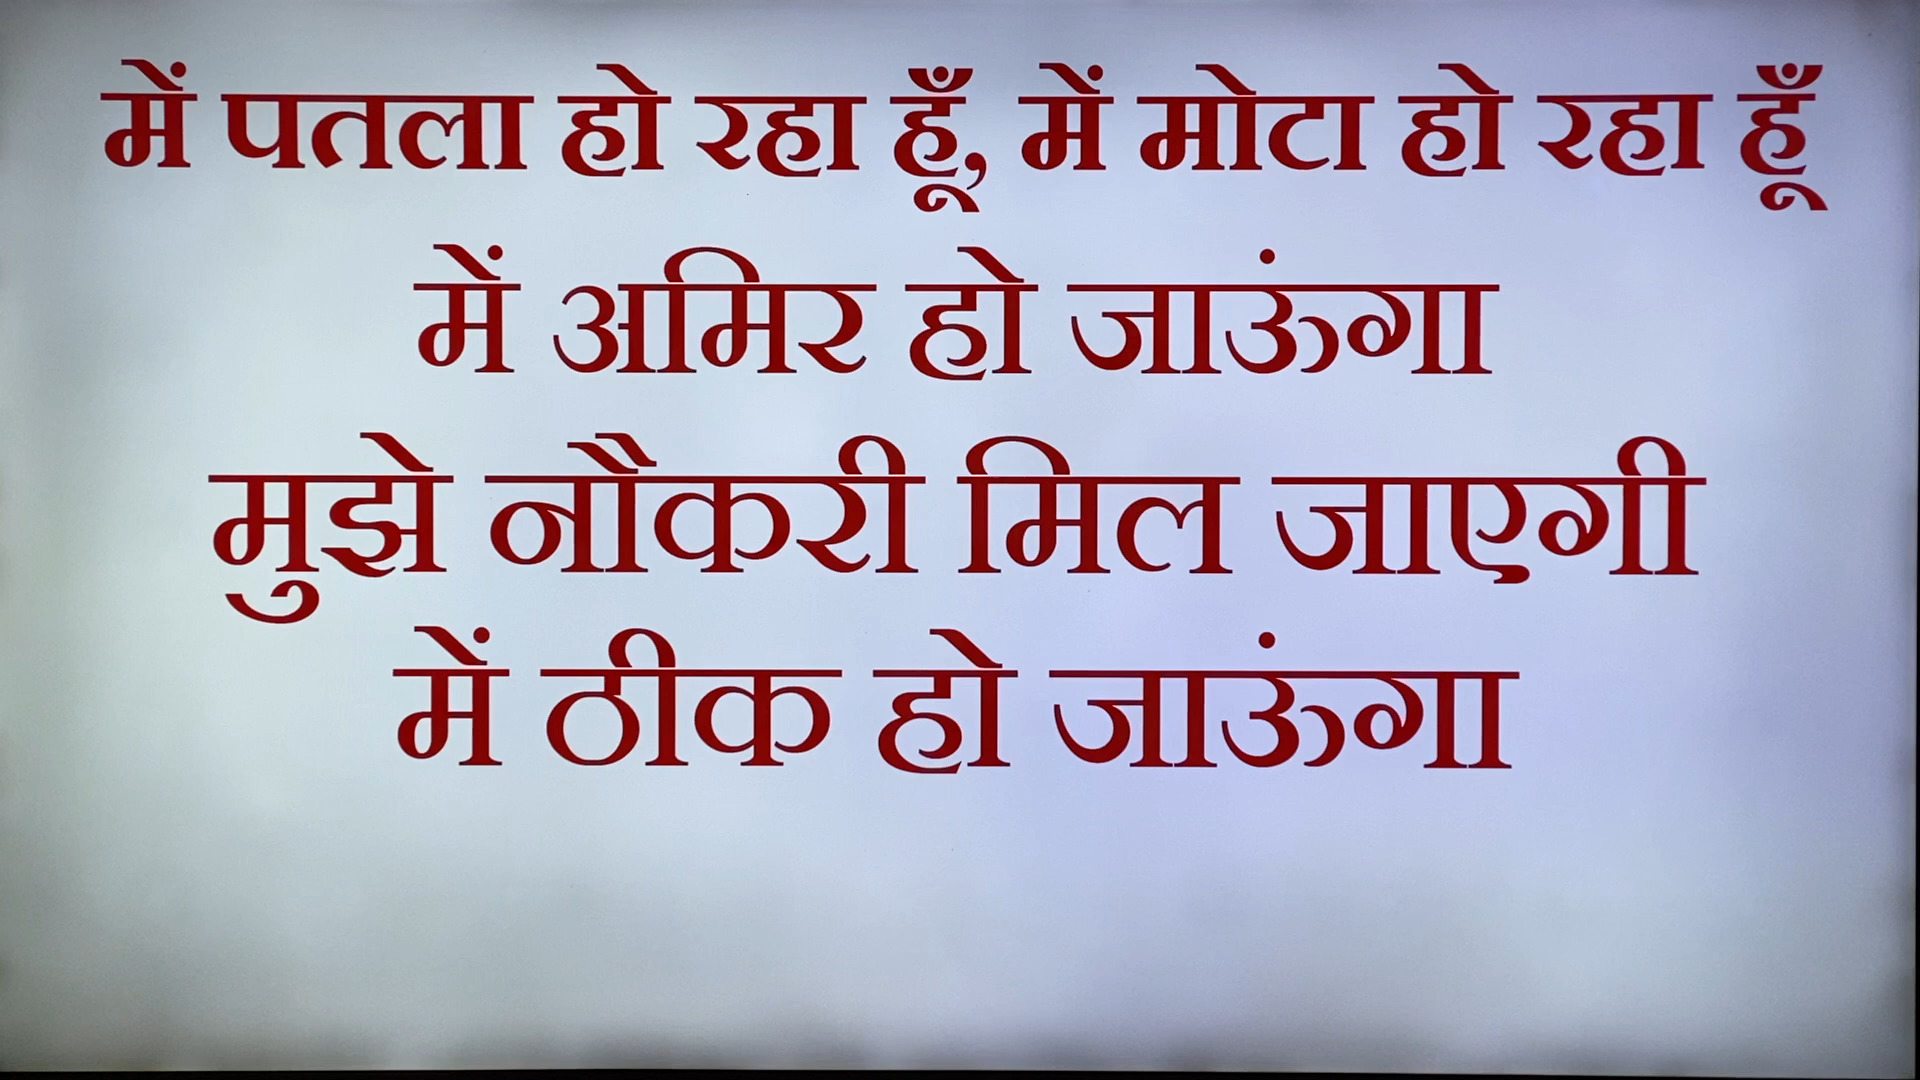 में पतला हो रहा हूँ, में मोटा हो रहा हूँ
में अमिर हो जाऊंगा
मुझे नौकरी मिल जाएगी
में ठीक हो जाऊंगा